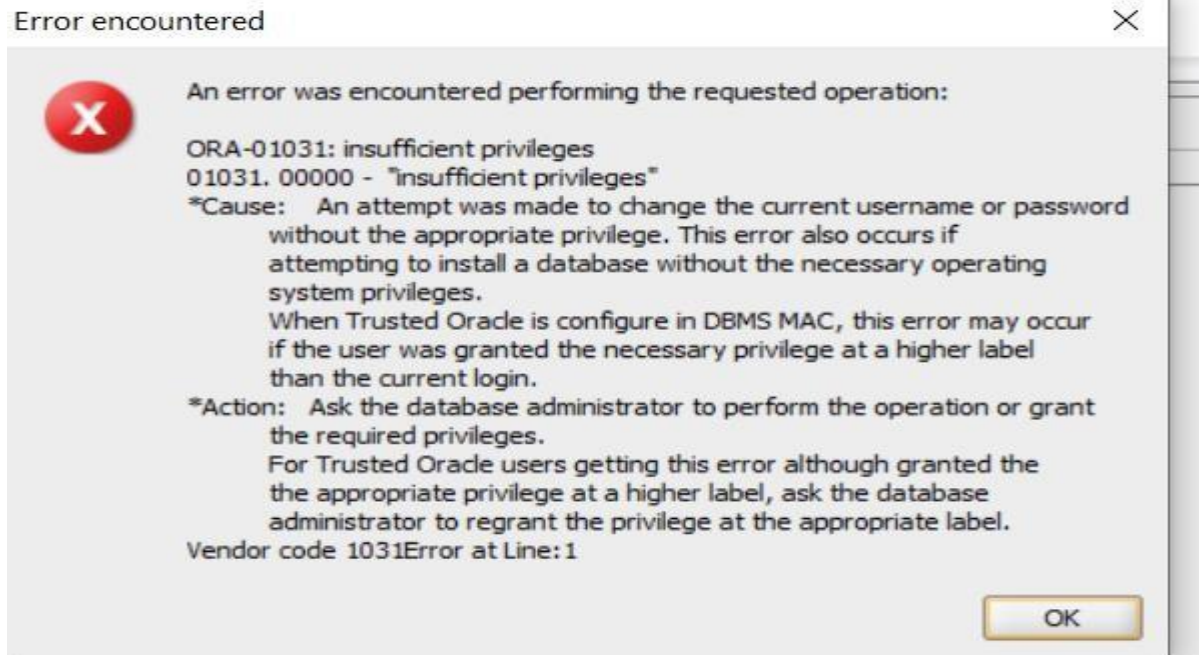 Error encountered
An error was encountered performing the requested operation:
ORA-01031: insufficient privileges
01031. 00000 - "insufficient privileges"
*Cause: An attempt was made to change the current username or password
without the appropriate privilege. This error also occurs if
attempting to install a database without the necessary operating
system privileges.
When Trusted Oracle is configure in DBMS MAC, this error may occur
if the user was granted the necessary privilege at a higher label
than the current login.
*Action: Ask the database administrator to perform the operation or grant
the required privileges.
For Trusted Oracle users getting this error although granted the
the appropriate privilege at a higher label, ask the database
administrator to regrant the privilege at the appropriate label.
Vendor code 1031Error at Line:1
OK